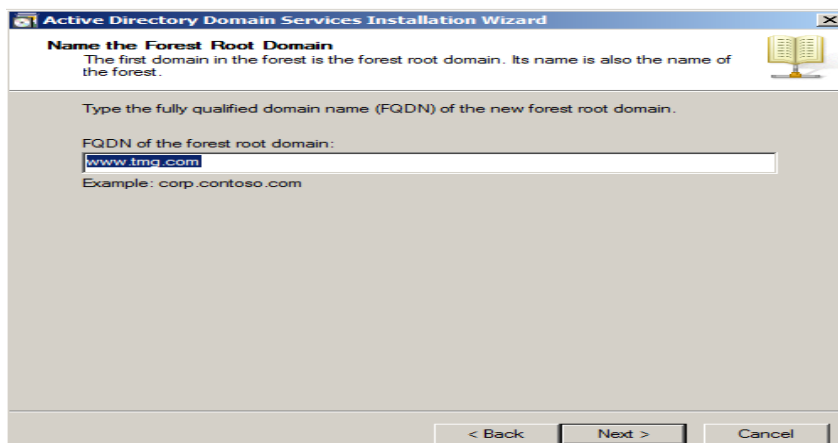 Active Directory Domain Services Installation Wizard
Name the Forest Root Domain
The first domain in the forest is the forest root domain. Its name is also the name of
the forest.
Type the fully qualified domain name (FQDN) of the new forest root domain.
FQDN of the forest root domain:
www.tmg.com
Example: corp.contoso.com
< Back Next > Cancel